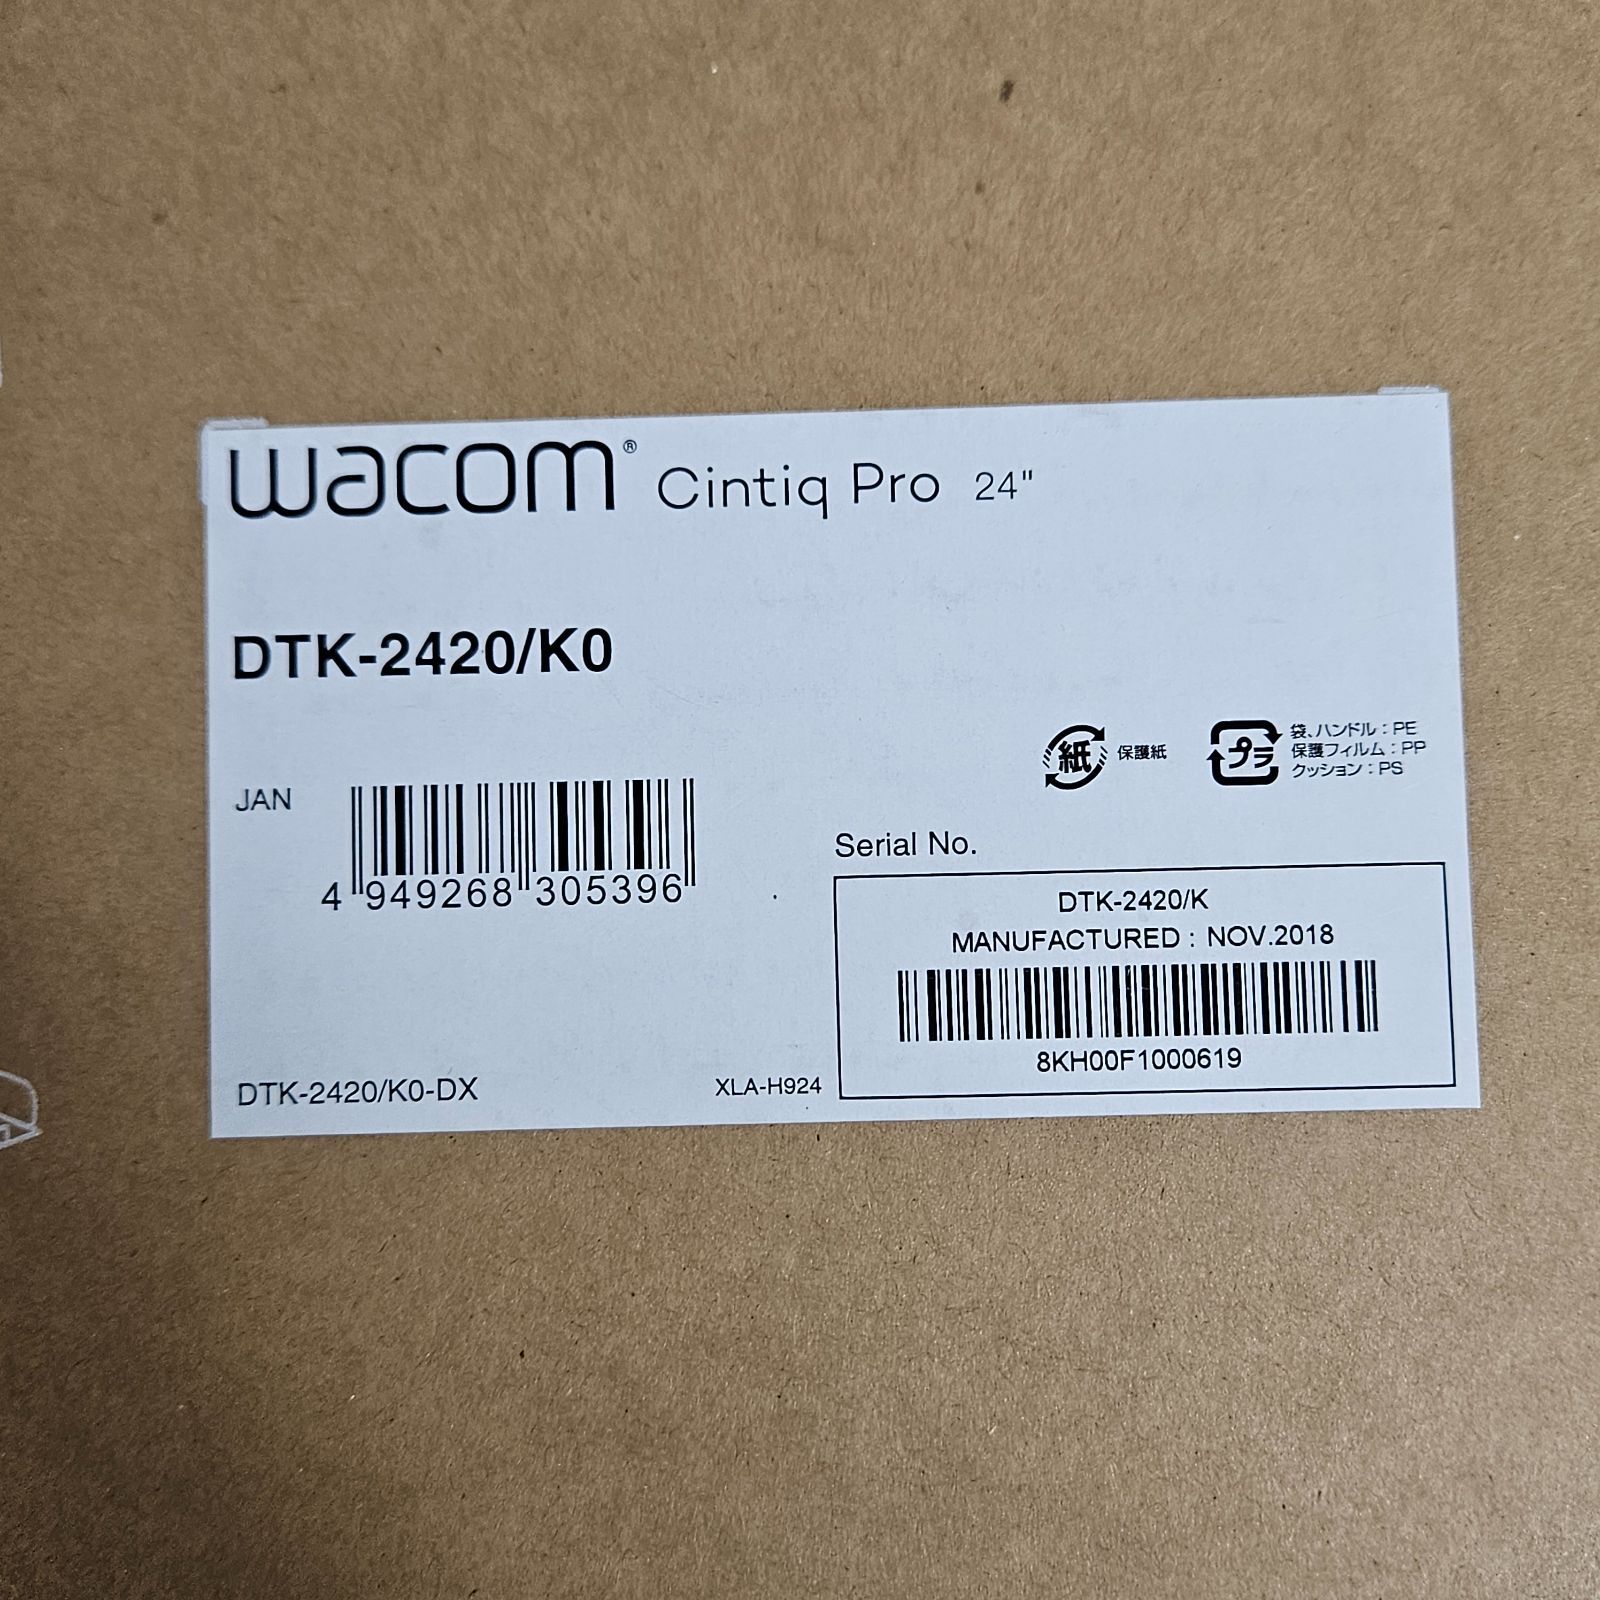 wacom® Cintiq Pro 24"
DTK-2420/K0
紙 保護紙
プラ 袋、ハンドル：PE
保護フィルム：PP
クッション：PS
JAN
4 949268 305396
Serial No.
DTK-2420/K
MANUFACTURED : NOV.2018
8KH00F1000619
DTK-2420/K0-DX
XLA-H924